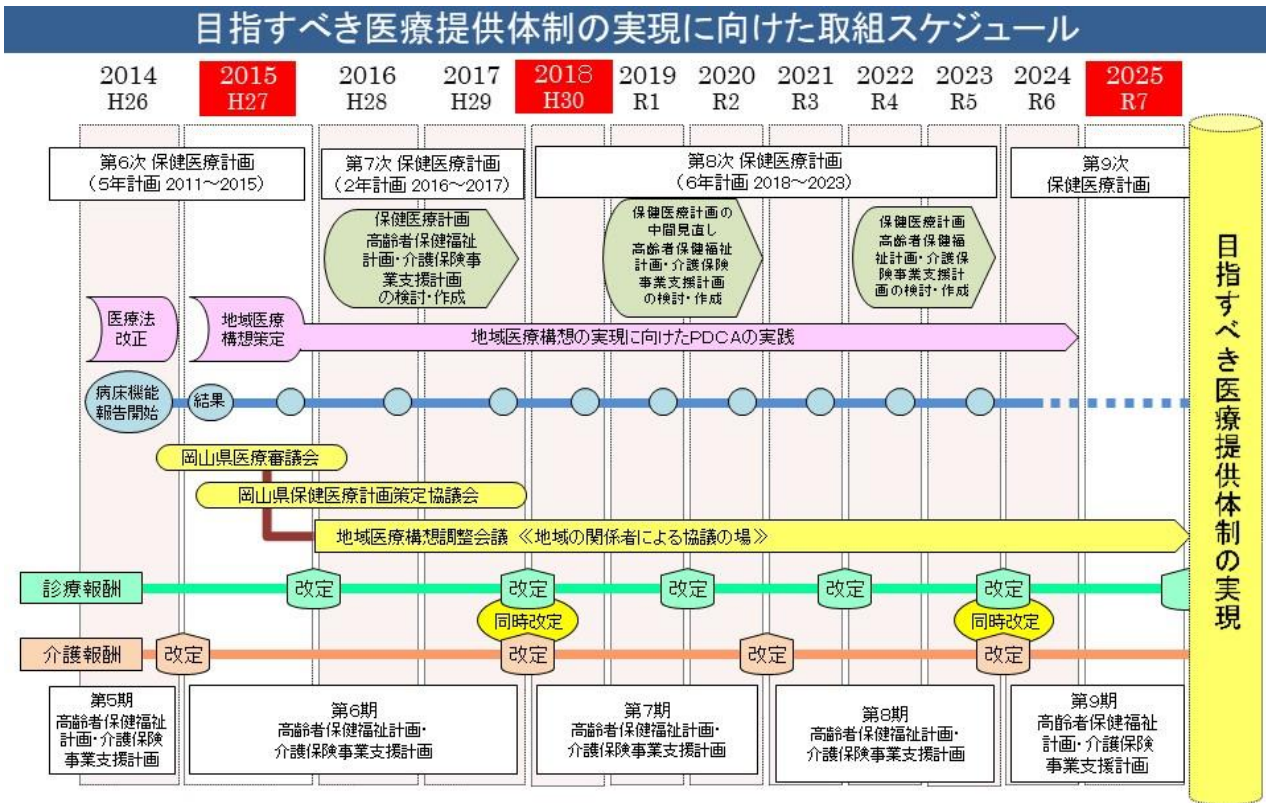 目指すべき医療提供体制の実現に向けた取組スケジュール
2014
H26
2015
H27
2016
H28
2017
H29
2018
H30
2019
R1
2020
R2
2021
R3
2022
R4
2023
R5
2024
R6
2025
R7
第6次 保健医療計画
(5年計画 2011～2015)
第7次 保健医療計画
(2年計画 2016～2017)
第8次 保健医療計画
(6年計画 2018～2023)
第9次
保健医療計画
保健医療計画
高齢者保健福祉
計画・介護保険事
業支援計画
の検討・作成
保健医療計画の
中間見直し
高齢者保健福祉
計画・介護保険
事業支援計画
の検討・作成
保健医療計画
高齢者保健福
祉計画・介護保
険事業支援計
画の検討・作成
医療法
改正
地域医療
構想策定
地域医療構想の実現に向けたPDCAの実践
病床機能
報告開始
結果
岡山県医療審議会
岡山県保健医療計画策定協議会
地域医療構想調整会議 ≪地域の関係者による協議の場≫
診療報酬
改定
改定
改定
改定
改定
同時改定
同時改定
介護報酬
改定
改定
改定
改定
第5期
高齢者保健福祉
計画・介護保険
事業支援計画
第6期
高齢者保健福祉計画・
介護保険事業支援計画
第7期
高齢者保健福祉計画・
介護保険事業支援計画
第8期
高齢者保健福祉計画・
介護保険事業支援計画
第9期
高齢者保健福祉
計画・介護保険
事業支援計画
目指すべき医療提供体制の実現